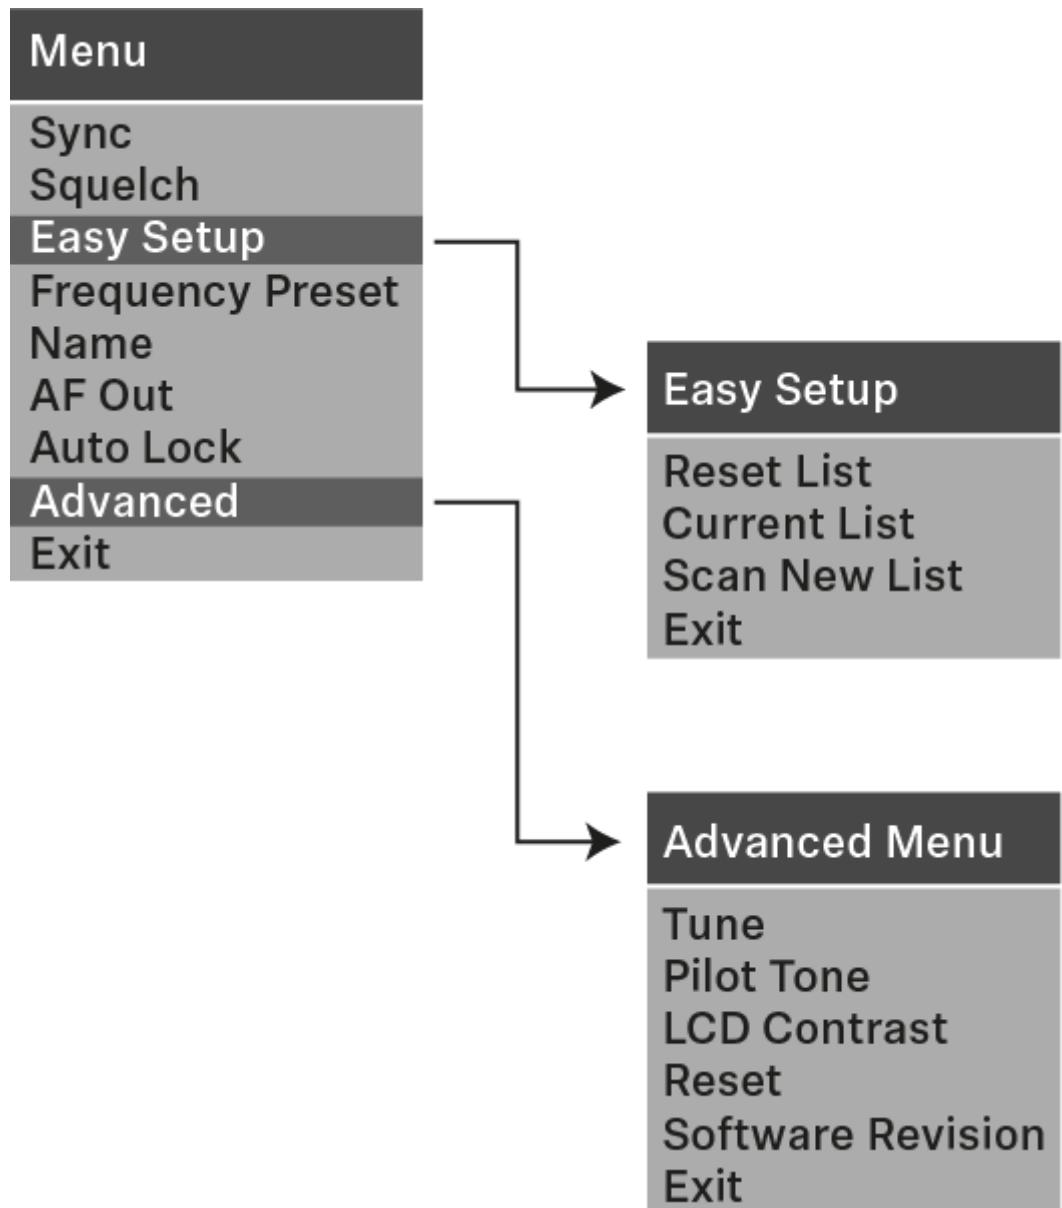 Menu
Sync
Squelch
Easy Setup
Frequency Preset
Name
AF Out
Auto Lock
Advanced
Exit
Easy Setup
Reset List
Current List
Scan New List
Exit
Advanced Menu
Tune
Pilot Tone
LCD Contrast
Reset
Software Revision
Exit